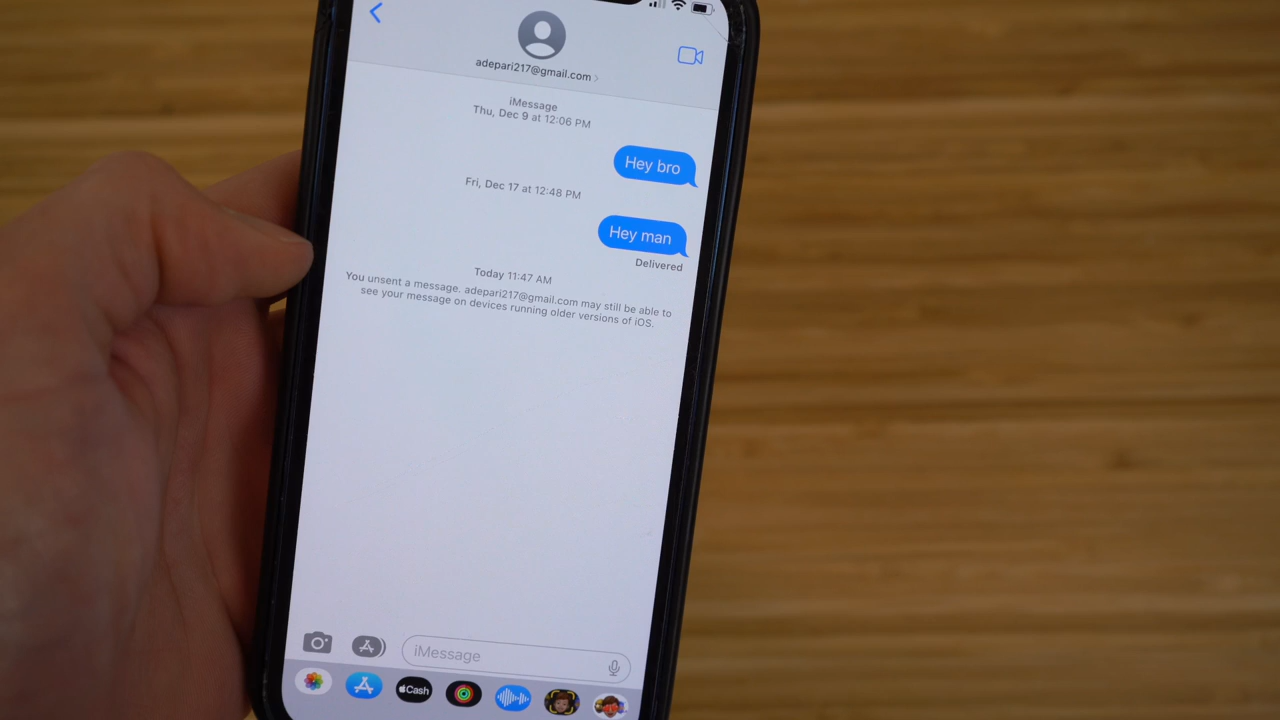 adepari217@gmail.com
iMessage
Thu, Dec 9 at 12:06 PM
Hey bro
Fri, Dec 17 at 12:48 PM
Hey man
Delivered
Today 11:47 AM
You unsent a message. adepari217@gmail.com may still be able to
see your message on devices running older versions of iOS.
iMessage
Cash